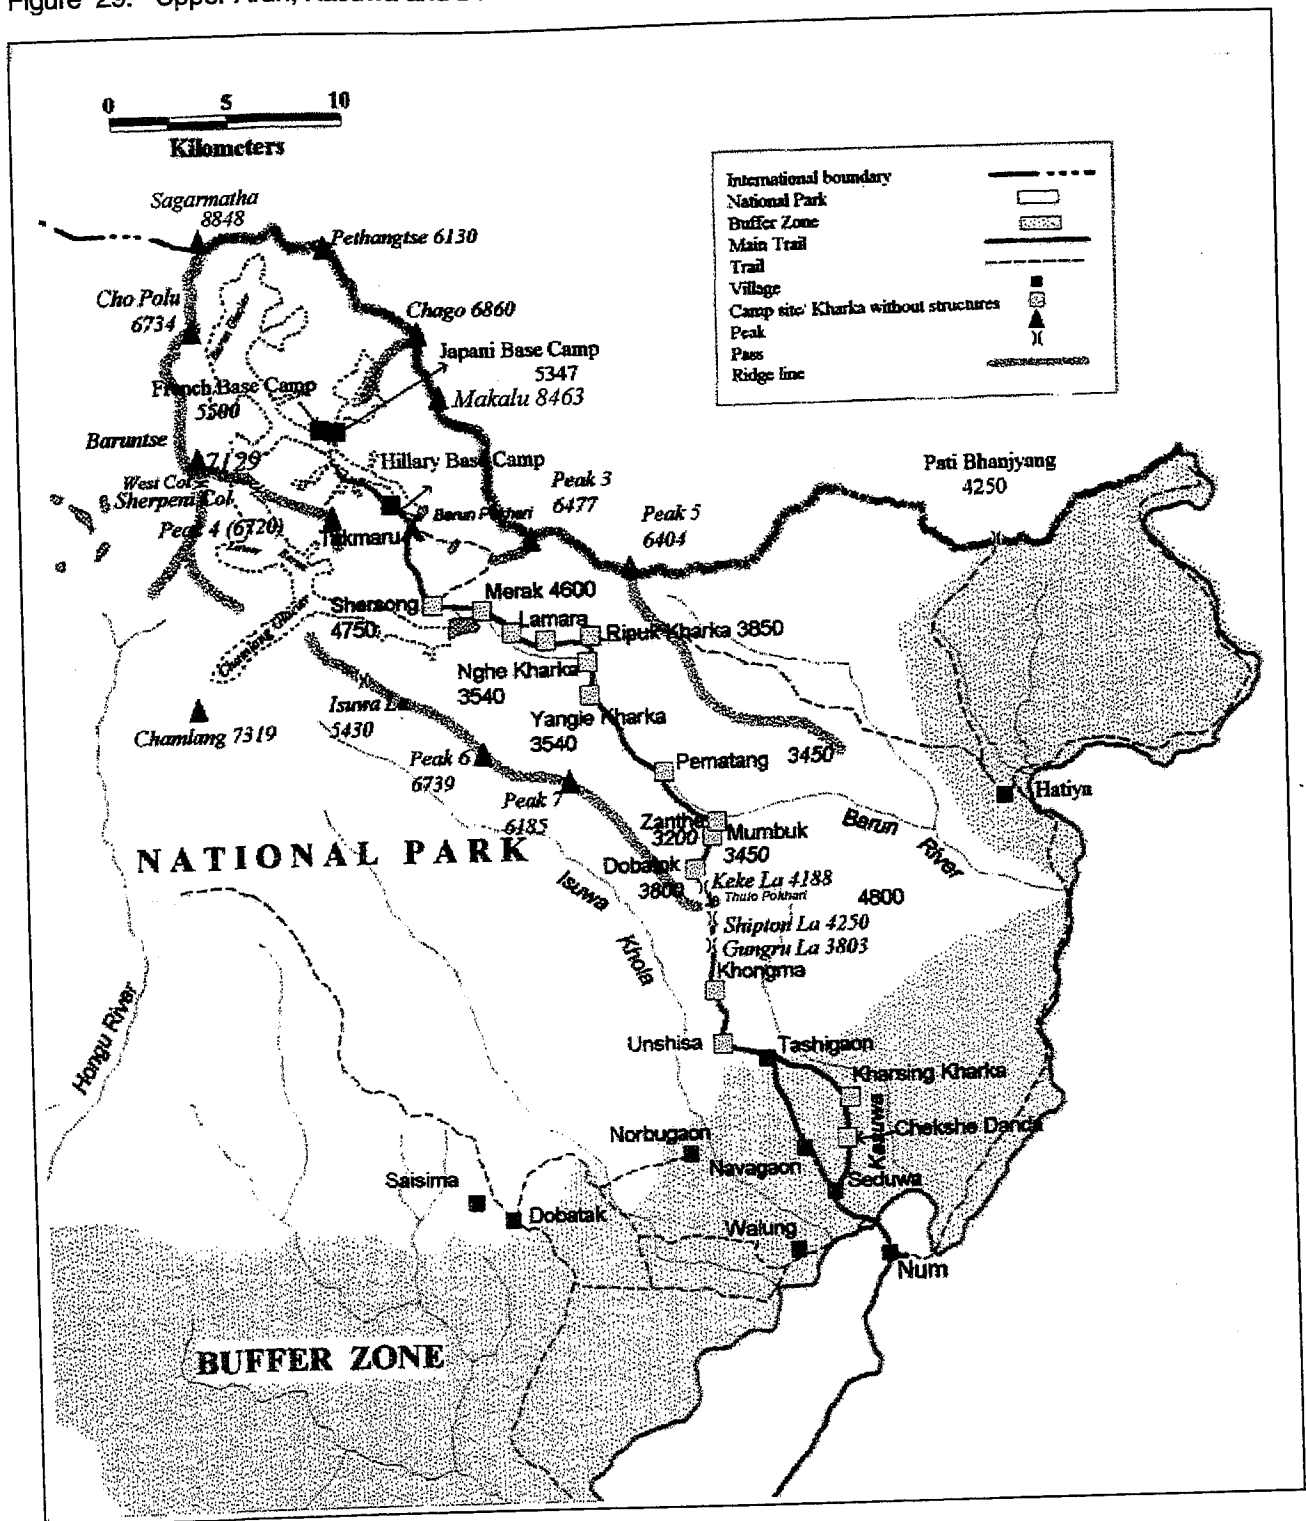 Figure 29. Upper Arun,
0 5 10
Kilometers
International boundary
National Park
Buffer Zone
Main Trail
Trail
Village
Camp site/ Kharka without structures
Peak
Pass
Ridge line
Sagarmatha
8848
Pethangtse 6130
Cho Polu
6734
Chago 6860
Japani Base Camp
5347
French Base Camp
5500
Makalu 8463
Baruntse
7129
Hillary Base Camp
West Col
Sherpeni Col
Barun Pokhari
Peak 3
6477
Peak 4 (6720)
Peak 5
6404
Pati Bhanjyang
4250
Tukmaru
Shersong
4750
Merak 4600
Lamara
Ripuk Kharka 3850
Chamlang Glacier
Nghe Kharka
3540
Isuwa La
5430
Yangle Kharka
3540
Chamlang 7319
Peak 6
6739
Pematang 3450
Peak 7
6185
Hatiya
Zanthe
3200
Mumbuk
3450
Barun
River
NATIONAL PARK
Dobatok
3800
Keke La 4188
Thulo Pokhari
4800
Isuwa
Khola
Shipton La 4250
Gungru La 3803
Khongma
Hongu River
Unshisa
Tashigaon
Kharsing Kharka
Kasuwa
Chekshe Danda
Norbugaon
Navagaon
Saisima
Seduwa
Dobatak
Walung
Num
BUFFER ZONE